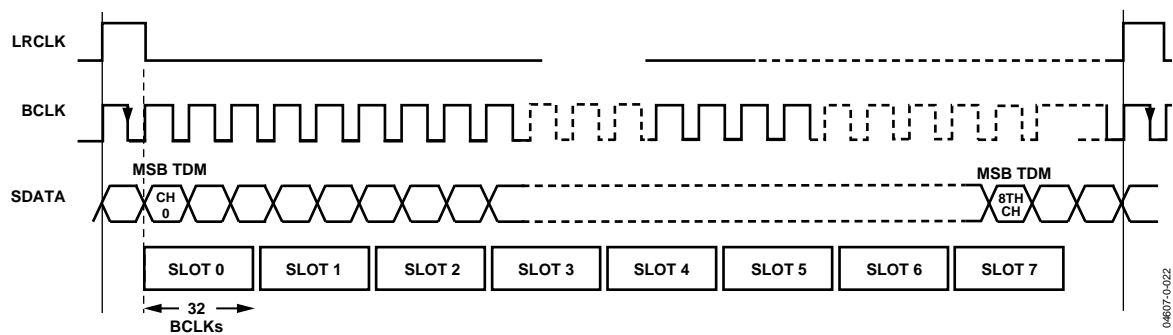 LRCLK
BCLK
MSB TDM
MSB TDM
SDATA
CH
0
8TH
CH
SLOT 0
SLOT 1
SLOT 2
SLOT 3
SLOT 4
SLOT 5
SLOT 6
SLOT 7
32
BCLKs
04607-0-022